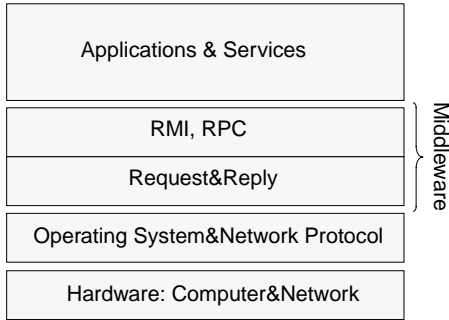 Applications & Services
RMI, RPC
Request&Reply
Middleware
Operating System&Network Protocol
Hardware: Computer&Network